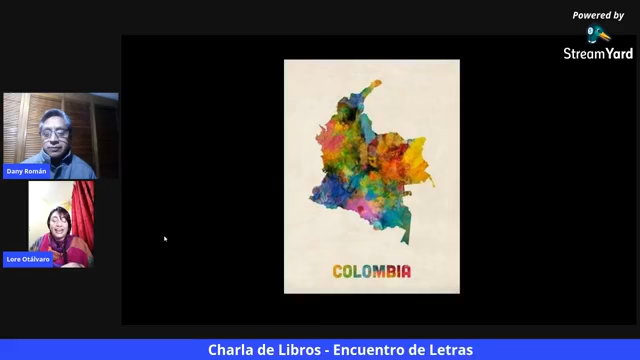 Powered by
StreamYard
Dany Román
Lore Otálvaro
COLOMBIA
Charla de Libros - Encuentro de Letras